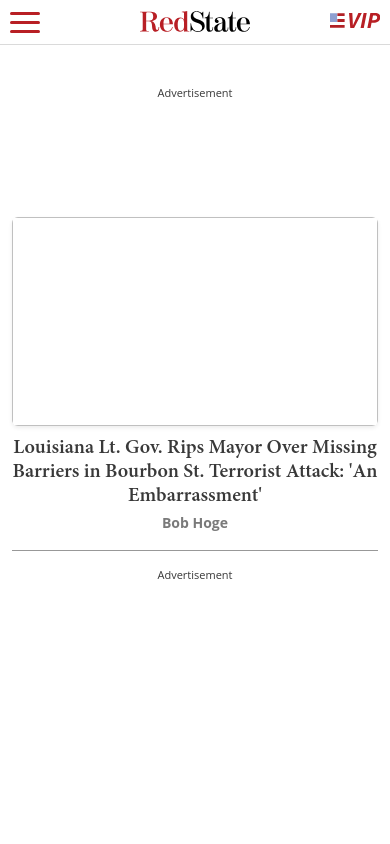 RedState
VIP
Advertisement
Louisiana Lt. Gov. Rips Mayor Over Missing
Barriers in Bourbon St. Terrorist Attack: 'An
Embarrassment'
Bob Hoge
Advertisement